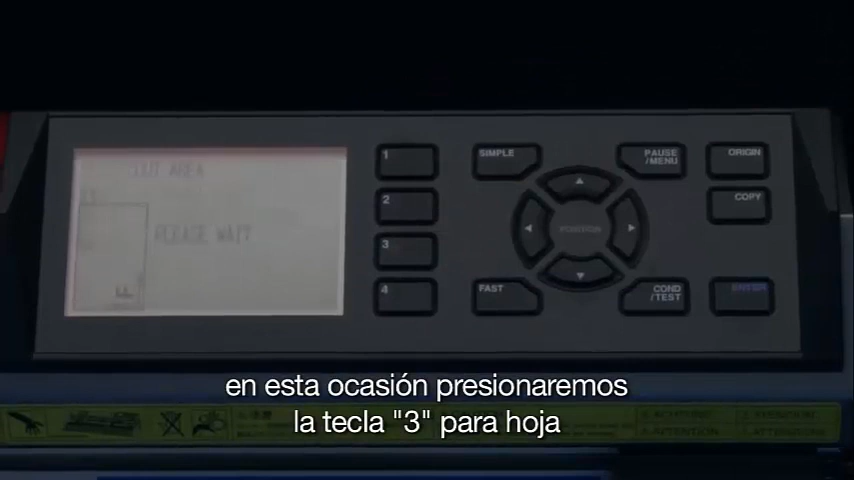 CUT AREA
PLEASE WAIT
1
2
3
4
SIMPLE
PAUSE
/MENU
ORIGIN
COPY
POSITION
FAST
COND
/TEST
ENTER
en esta ocasión presionaremos
la tecla "3" para hoja